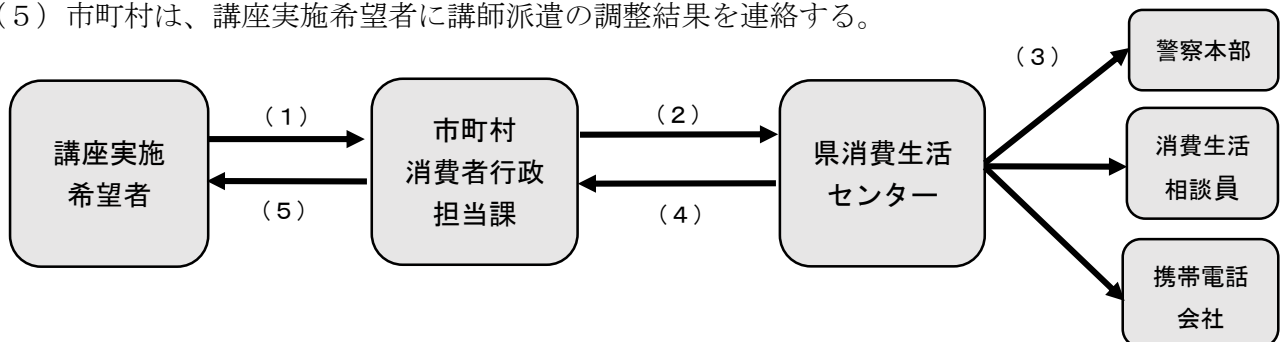 （５）市町村は、講座実施希望者に講師派遣の調整結果を連絡する。
講座実施
希望者
（１）
（５）
市町村
消費者行政
担当課
（２）
（４）
県消費生活
センター
（３）
警察本部
消費生活
相談員
携帯電話
会社